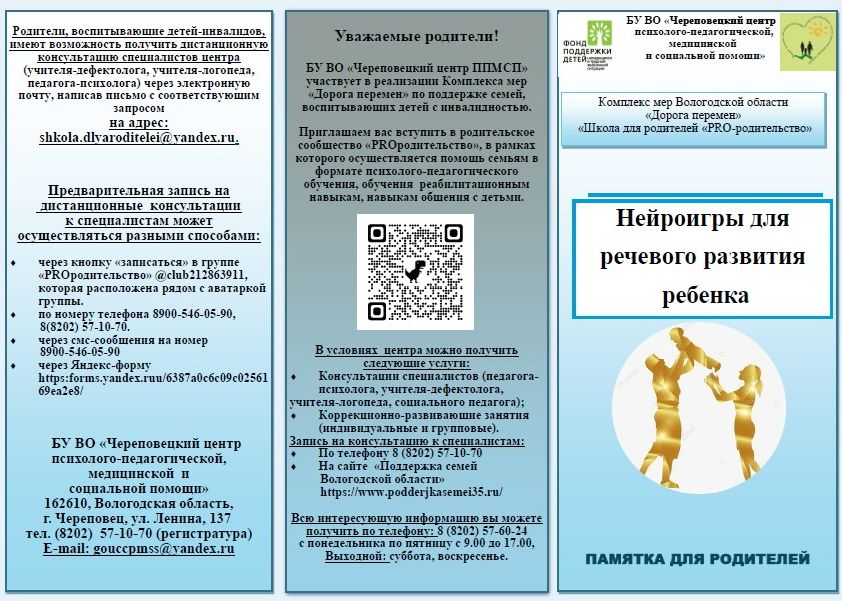 Родители, воспитывающие детей-инвалидов,
имеют возможность получить дистанционную
консультацию специалистов центра
(учителя-дефектолога, учителя-логопеда,
педагога-психолога) через электронную
почту, написав письмо с соответствующим
запросом
на адрес:
shkola.dlyaroditelei@yandex.ru.
Предварительная запись на
дистанционные консультации
к специалистам может
осуществляться разными способами:
♦ через кнопку «записаться» в группе
«PROродительство» @club212863911,
которая расположена рядом с аватаркой
группы.
♦ по номеру телефона 8900-546-05-90,
8(8202) 57-10-70.
♦ через смс-сообщения на номер
8900-546-05-90
♦ через Яндекс-форму
https:forms.yandex.ruu/6387a0c6c09c02561
69ea2e8/
БУ ВО «Череповецкий центр
психолого-педагогической,
медицинской и
социальной помощи»
162610, Вологодская область,
г. Череповец, ул. Ленина, 137
тел. (8202) 57-10-70 (регистратура)
E-mail: gouccpmss@yandex.ru
Уважаемые родители!
БУ ВО «Череповецкий центр ППМСП»
участвует в реализации Комплекса мер
«Дорога перемен» по поддержке семей,
воспитывающих детей с инвалидностью.
Приглашаем вас вступить в родительское
сообщество «PROродительство», в рамках
которого осуществляется помощь семьям в
формате психолого-педагогического
обучения, обучения реабилитационным
навыкам, навыкам общения с детьми.
В условиях центра можно получить
следующие услуги:
♦ Консультации специалистов (педагога-
психолога, учителя-дефектолога,
учителя-логопеда, социального педагога);
♦ Коррекционно-развивающие занятия
(индивидуальные и групповые).
Запись на консультацию к специалистам:
♦ По телефону 8 (8202) 57-10-70
♦ На сайте «Поддержка семей
Вологодской области»
https://www.podderjkasemei35.ru/
Всю интересующую информацию вы можете
получить по телефону: 8 (8202) 57-60-24
с понедельника по пятницу с 9.00 до 17.00,
Выходной: суббота, воскресенье.
ФОНД
ПОДДЕРЖКИ
ДЕТЕЙ
БУ ВО «Череповецкий центр
психолого-педагогической,
медицинской
и социальной помощи»
Комплекс мер Вологодской области
«Дорога перемен»
«Школа для родителей «PRO-родительство»
Нейроигры для
речевого развития
ребенка
ПАМЯТКА ДЛЯ РОДИТЕЛЕЙ